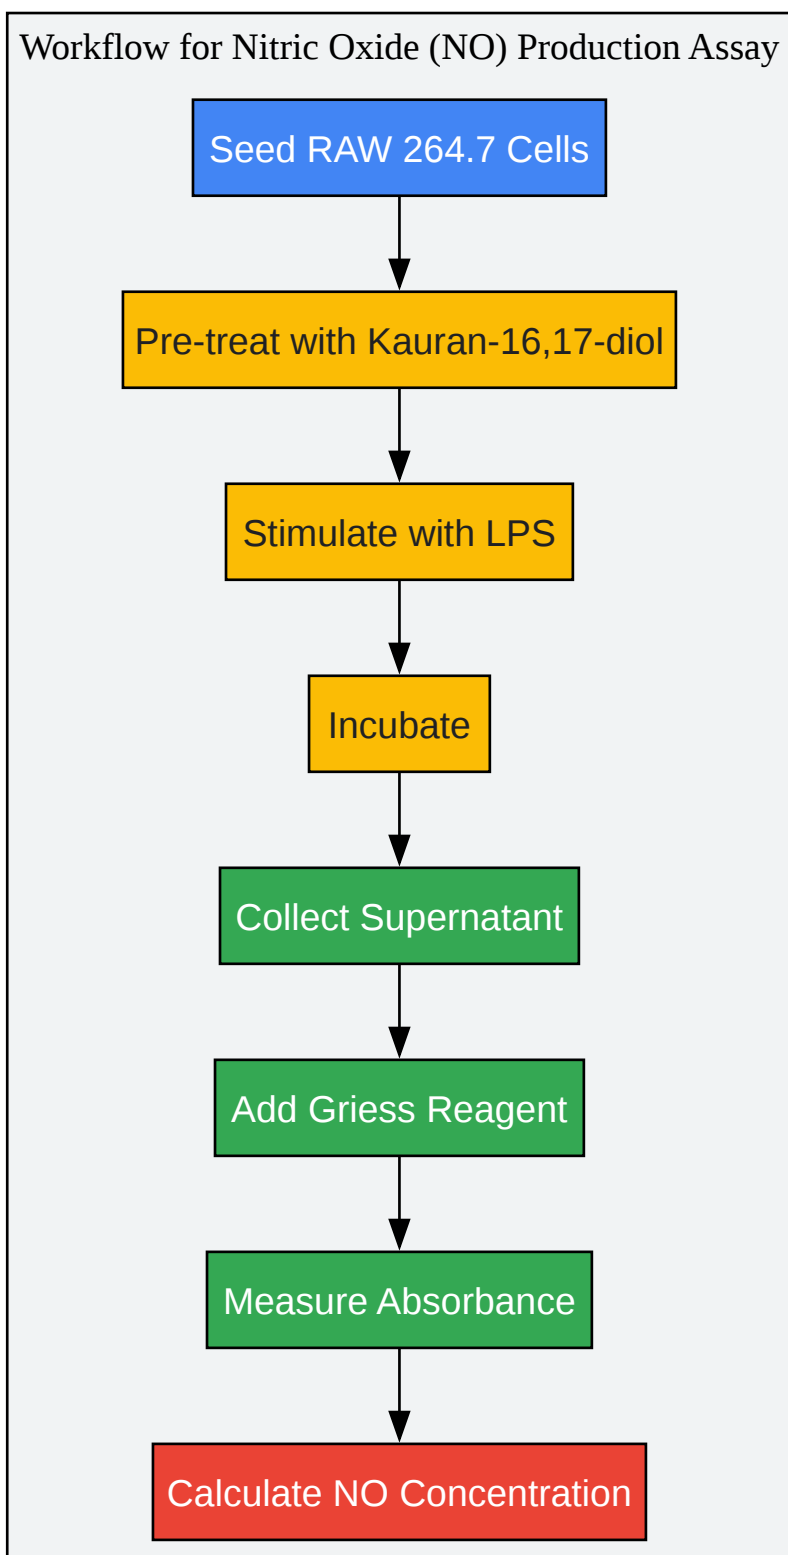 Workflow for Nitric Oxide (NO) Production Assay
Seed RAW 264.7 Cells
Pre-treat with Kauran-16,17-diol
Stimulate with LPS
Incubate
Collect Supernatant
Add Griess Reagent
Measure Absorbance
Calculate NO Concentration